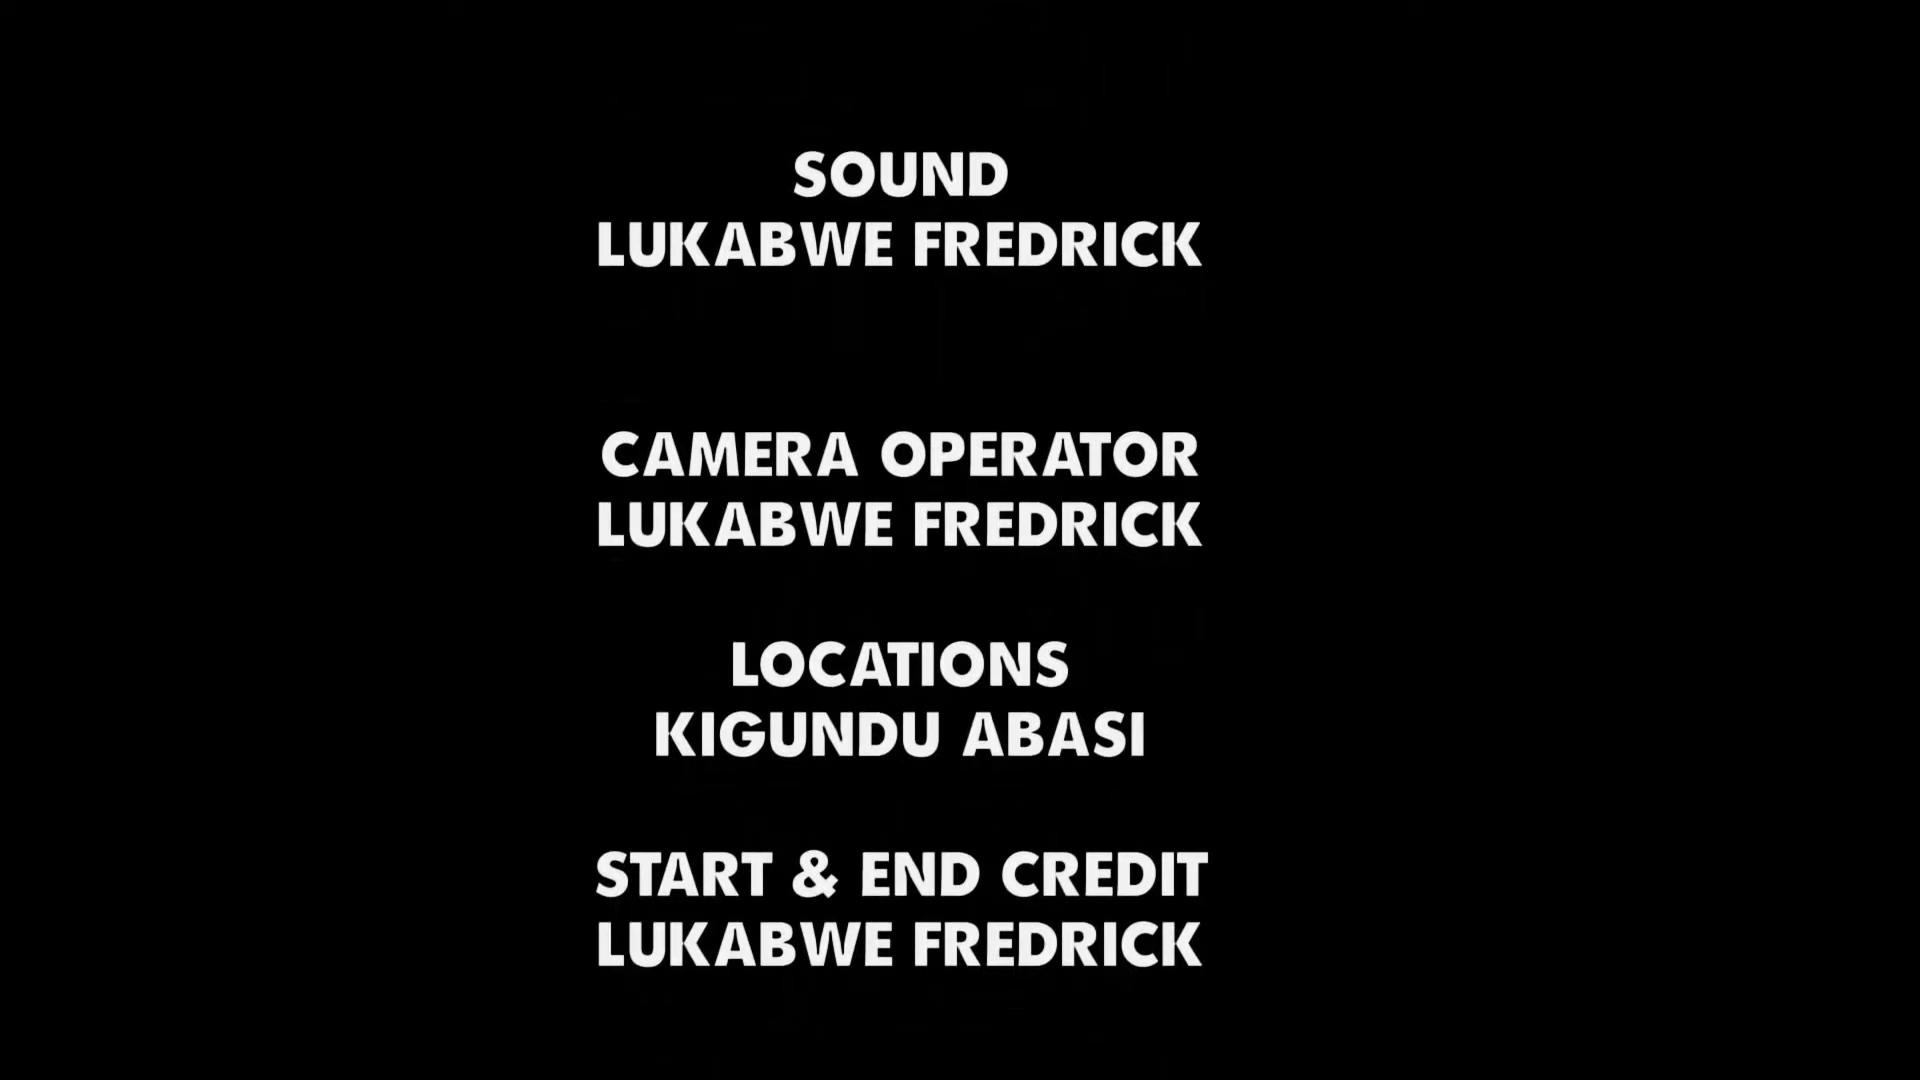 SOUND
LUKABWE FREDRICK
CAMERA OPERATOR
LUKABWE FREDRICK
LOCATIONS
KIGUNDU ABASI
START & END CREDIT
LUKABWE FREDRICK